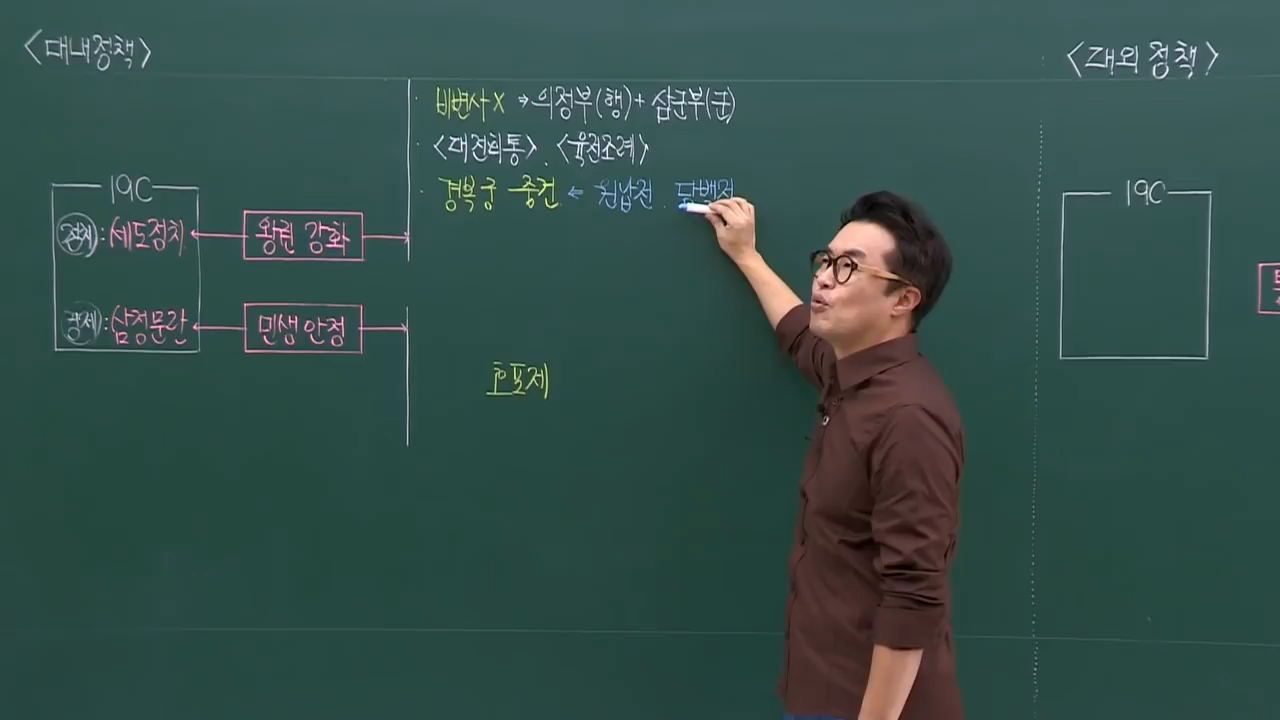 <대내정책>
<대외 정책>
· 비변사 X → 의정부(행) + 삼군부(군)
· <대전회통>, <육전조례>
· 경복궁 중건 ← 원납전, 당백전
19C
정치 : 세도정치
왕권 강화
경제 : 삼정문란
민생 안정
호포제
19C